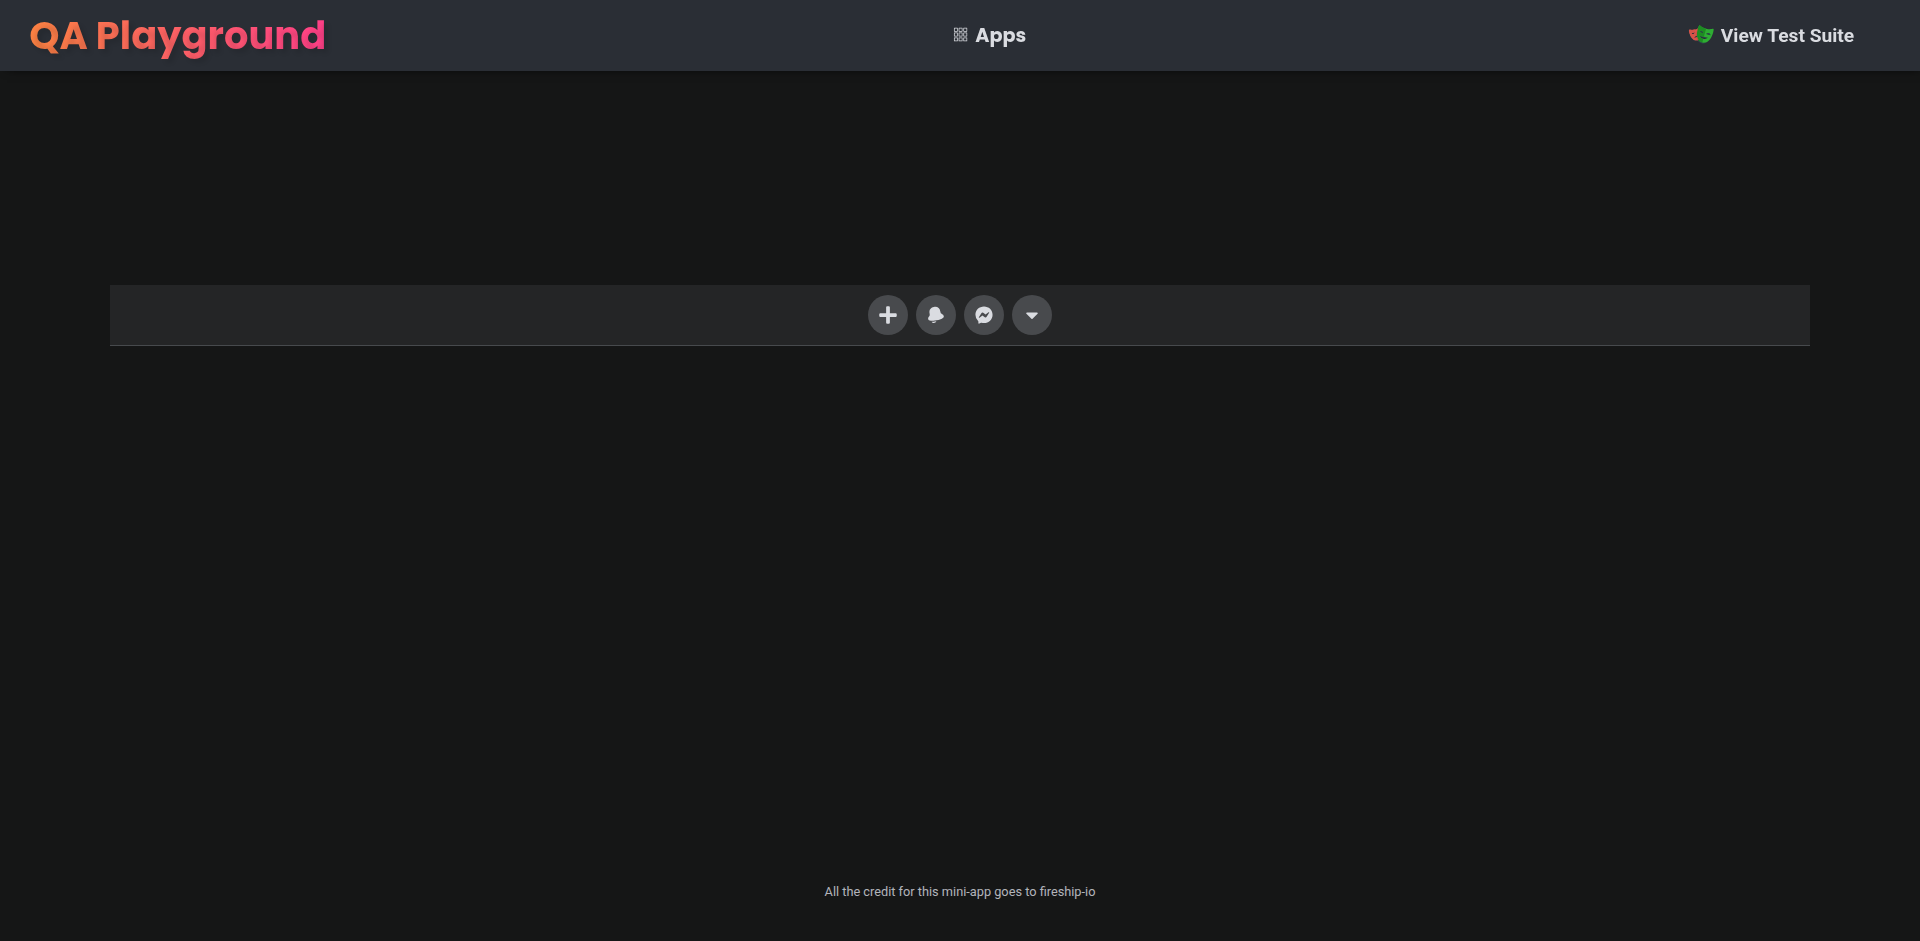 QA Playground
Apps
View Test Suite
All the credit for this mini-app goes to fireship-io